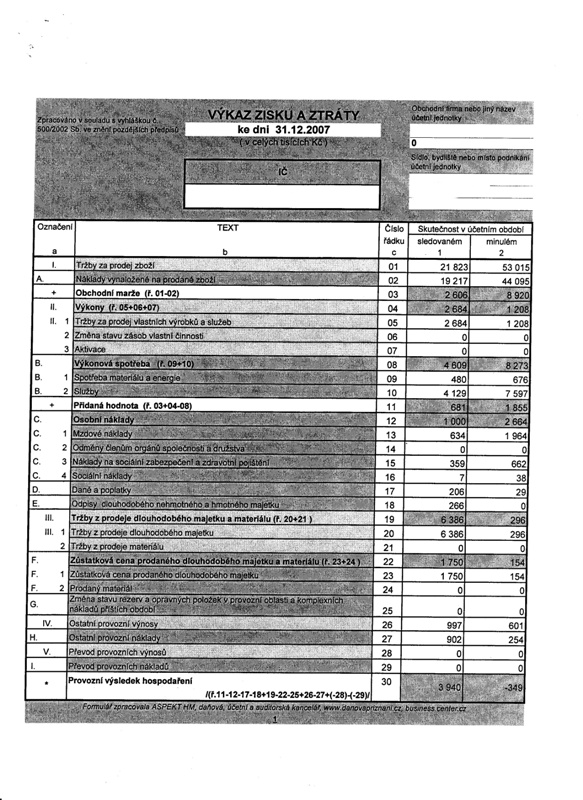 Zpracováno v souladu s vyhláškou č.
500/2002 Sb. ve znění pozdějších předpisů
VÝKAZ ZISKU A ZTRÁTY
ke dni 31.12.2007
( v celých tisících Kč )
IČ
Obchodní firma nebo jiný název
účetní jednotky
0
Sídlo, bydliště nebo místo podnikání
účetní jednotky
Označení TEXT Číslo řádku Skutečnost v účetním období
sledovaném minulém
a b c 1 2
I. Tržby za prodej zboží 01 21 823 53 015
A. Náklady vynaložené na prodané zboží 02 19 217 44 095
+ Obchodní marže (ř. 01-02) 03 2 606 8 920
II. Výkony (ř. 05+06+07) 04 2 684 1 208
II. 1 Tržby za prodej vlastních výrobků a služeb 05 2 684 1 208
2 Změna stavu zásob vlastní činnosti 06 0 0
3 Aktivace 07 0 0
B. Výkonová spotřeba (ř. 09+10) 08 4 609 8 273
B. 1 Spotřeba materiálu a energie 09 480 676
B. 2 Služby 10 4 129 7 597
+ Přidaná hodnota (ř. 03+04-08) 11 681 1 855
C. Osobní náklady 12 1 000 2 664
C. 1 Mzdové náklady 13 634 1 964
C. 2 Odměny členům orgánů společnosti a družstva 14 0 0
C. 3 Náklady na sociální zabezpečení a zdravotní pojištění 15 359 662
C. 4 Sociální náklady 16 7 38
D. Daně a poplatky 17 206 29
E. Odpisy dlouhodobého nehmotného a hmotného majetku 18 266 0
III. Tržby z prodeje dlouhodobého majetku a materiálu (ř. 20+21 ) 19 6 386 296
III. 1 Tržby z prodeje dlouhodobého majetku 20 6 386 296
2 Tržby z prodeje materiálu 21 0 0
F. Zůstatková cena prodaného dlouhodobého majetku a materiálu (ř. 23+24 ) 22 1 750 154
F. 1 Zůstatková cena prodaného dlouhodobého majetku 23 1 750 154
F. 2 Prodaný materiál 24 0 0
G. Změna stavu rezerv a opravných položek v provozní oblasti a komplexních
nákladů příštích období 25 0 0
IV. Ostatní provozní výnosy 26 997 601
H. Ostatní provozní náklady 27 902 254
V. Převod provozních výnosů 28 0 0
I. Převod provozních nákladů 29 0 0
* Provozní výsledek hospodaření 30 3 940 -349
/(ř.11-12-17-18+19-22-25+26-27+(-28)-(-29)/
Formulář zpracovala ASPEKT HM, daňová, účetní a auditorská kancelář, www.danovapriznani.cz, business.center.cz
1